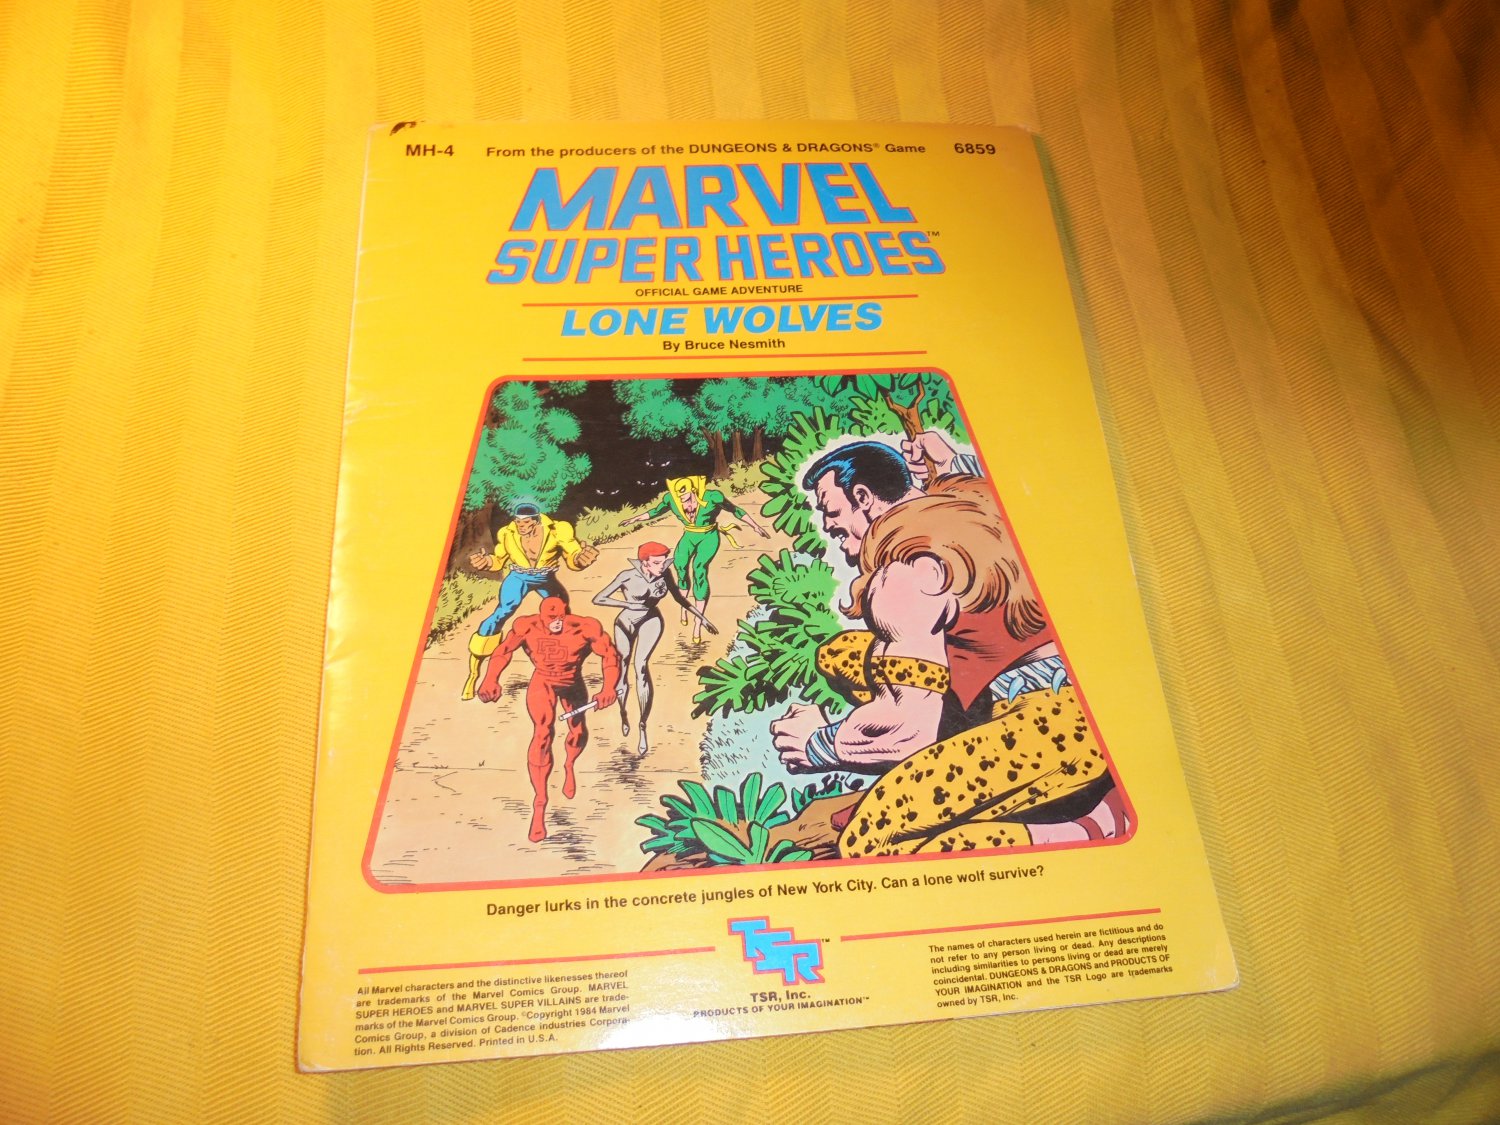 MH-4 From the producers of the DUNGEONS & DRAGONS® Game 6859
MARVEL
SUPER HEROES™
OFFICIAL GAME ADVENTURE
LONE WOLVES
By Bruce Nesmith
DD
Danger lurks in the concrete jungles of New York City. Can a lone wolf survive?
All Marvel characters and the distinctive likenesses thereof
are trademarks of the Marvel Comics Group. MARVEL
SUPER HEROES and MARVEL SUPER VILLAINS are trade-
marks of the Marvel Comics Group. ©Copyright 1984 Marvel
Comics Group, a division of Cadence Industries Corpora-
tion. All Rights Reserved. Printed in U.S.A.
TSR™
TSR, Inc.
PRODUCTS OF YOUR IMAGINATION™
The names of characters used herein are fictitious and do
not refer to any person living or dead. Any descriptions
including similarities to persons living or dead are merely
coincidental. DUNGEONS & DRAGONS and PRODUCTS OF
YOUR IMAGINATION and the TSR Logo are trademarks
owned by TSR, Inc.